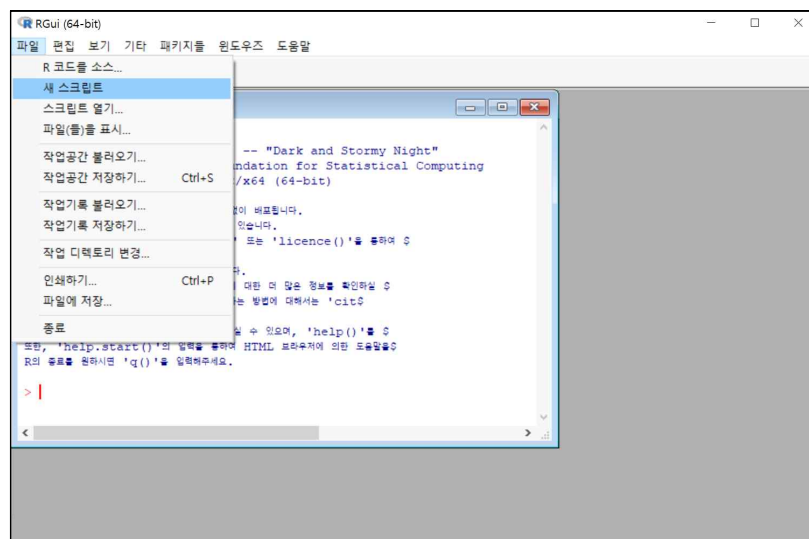 RGui (64-bit)
파일 편집 보기 기타 패키지들 윈도우즈 도움말
R 코드를 소스...
새 스크립트
스크립트 열기...
파일(들)을 표시...
작업공간 불러오기...
작업공간 저장하기... Ctrl+S
작업기록 불러오기...
작업기록 저장하기...
작업 디렉토리 변경...
인쇄하기... Ctrl+P
파일에 저장...
종료
-- "Dark and Stormy Night"
ndation for Statistical Computing
/x64 (64-bit)
없이 배포됩니다.
있습니다.
' 또는 'licence()'을 통하여 $
다.
대한 더 많은 정보를 확인하실 $
하는 방법에 대해서는 'cit$
실 수 있으며, 'help()'를 $
또한, 'help.start()'의 입력을 통하여 HTML 브라우저에 의한 도움말을$
R의 종료를 원하시면 'q()'을 입력해주세요.
>